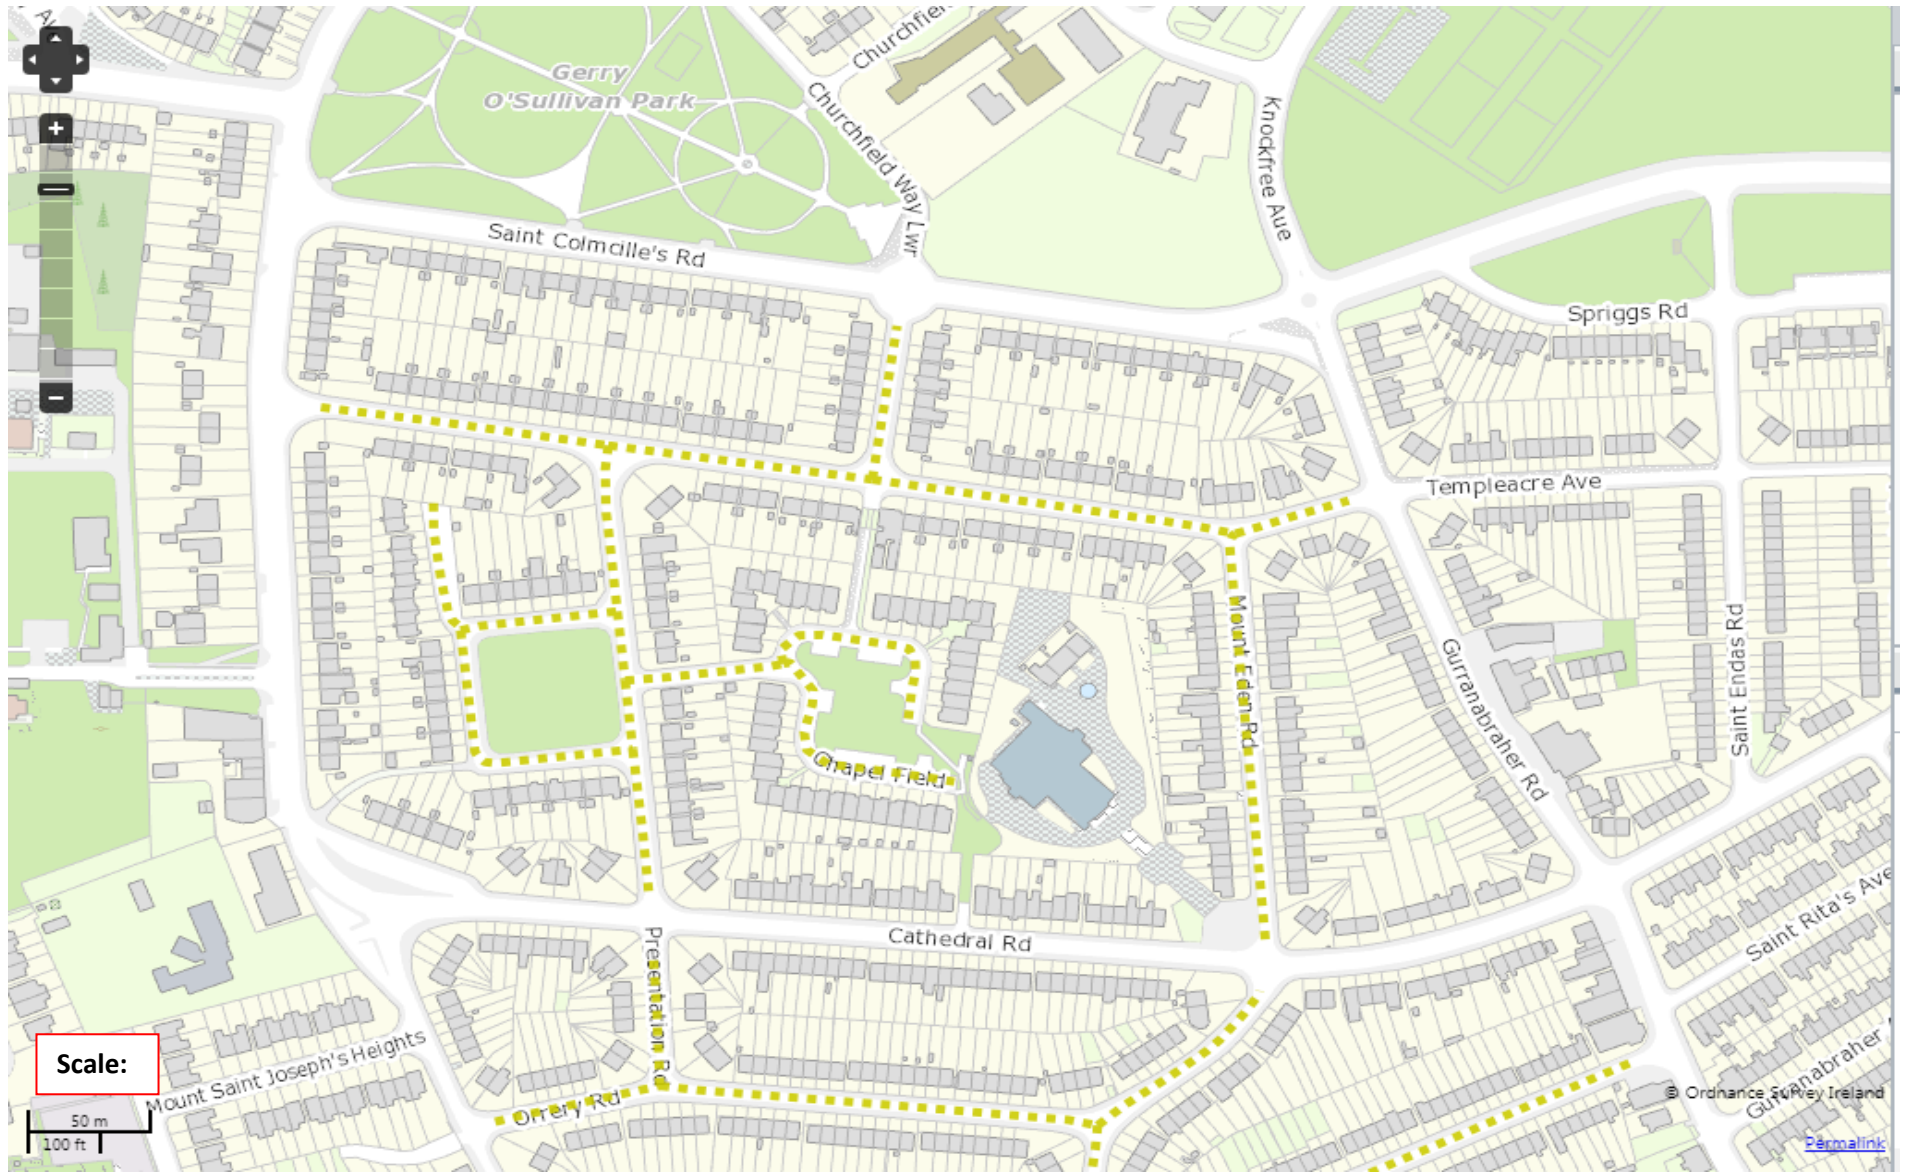 Gerry
O'Sullivan Park
Churchfield Way Lwr
Knockfree Aue
Saint Colmcille's Rd
Spriggs Rd
Templeacre Ave
Mount Eden Rd
Gurranabraher Rd
Saint Endas Rd
Chapel Field
Saint Rita's Ave
Cathedral Rd
Presentation Rd
Scale:
Mount Saint Joseph's Heights
Orrery Rd
50 m
100 ft
© Ordnance Survey Ireland
Gurranabraher
Permalink